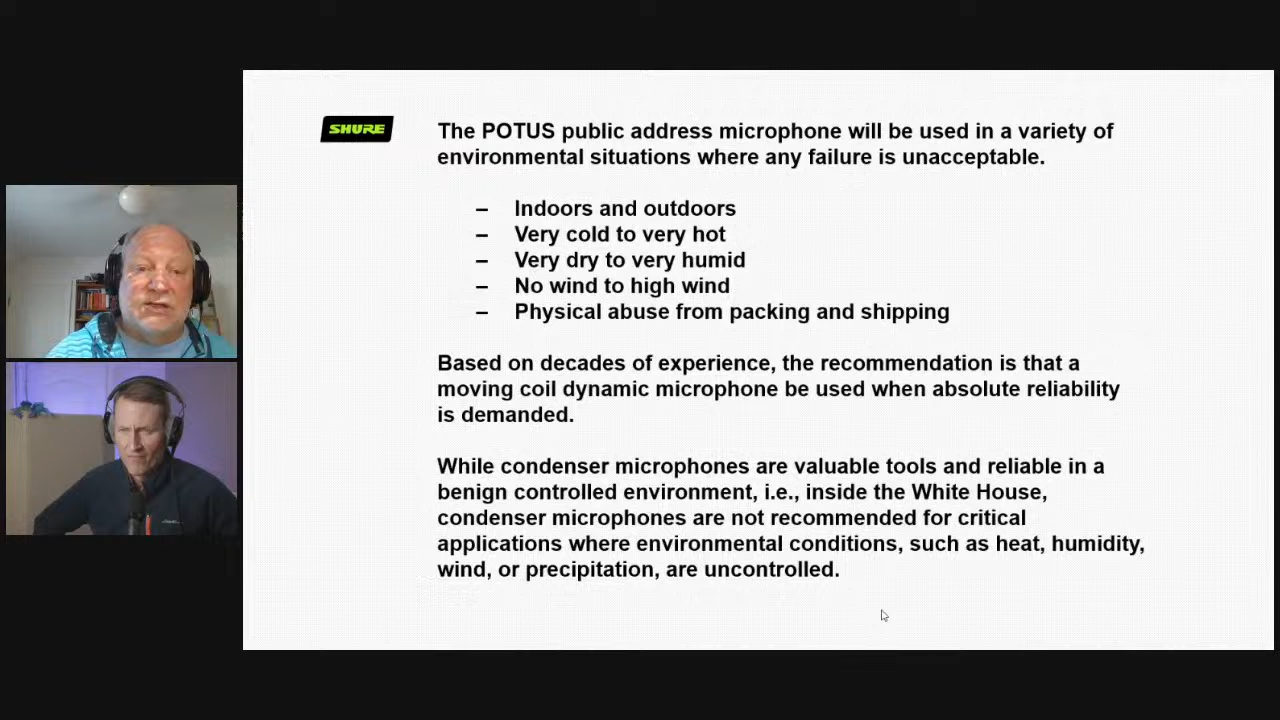 SHURE
The POTUS public address microphone will be used in a variety of
environmental situations where any failure is unacceptable.
– Indoors and outdoors
– Very cold to very hot
– Very dry to very humid
– No wind to high wind
– Physical abuse from packing and shipping
Based on decades of experience, the recommendation is that a
moving coil dynamic microphone be used when absolute reliability
is demanded.
While condenser microphones are valuable tools and reliable in a
benign controlled environment, i.e., inside the White House,
condenser microphones are not recommended for critical
applications where environmental conditions, such as heat, humidity,
wind, or precipitation, are uncontrolled.